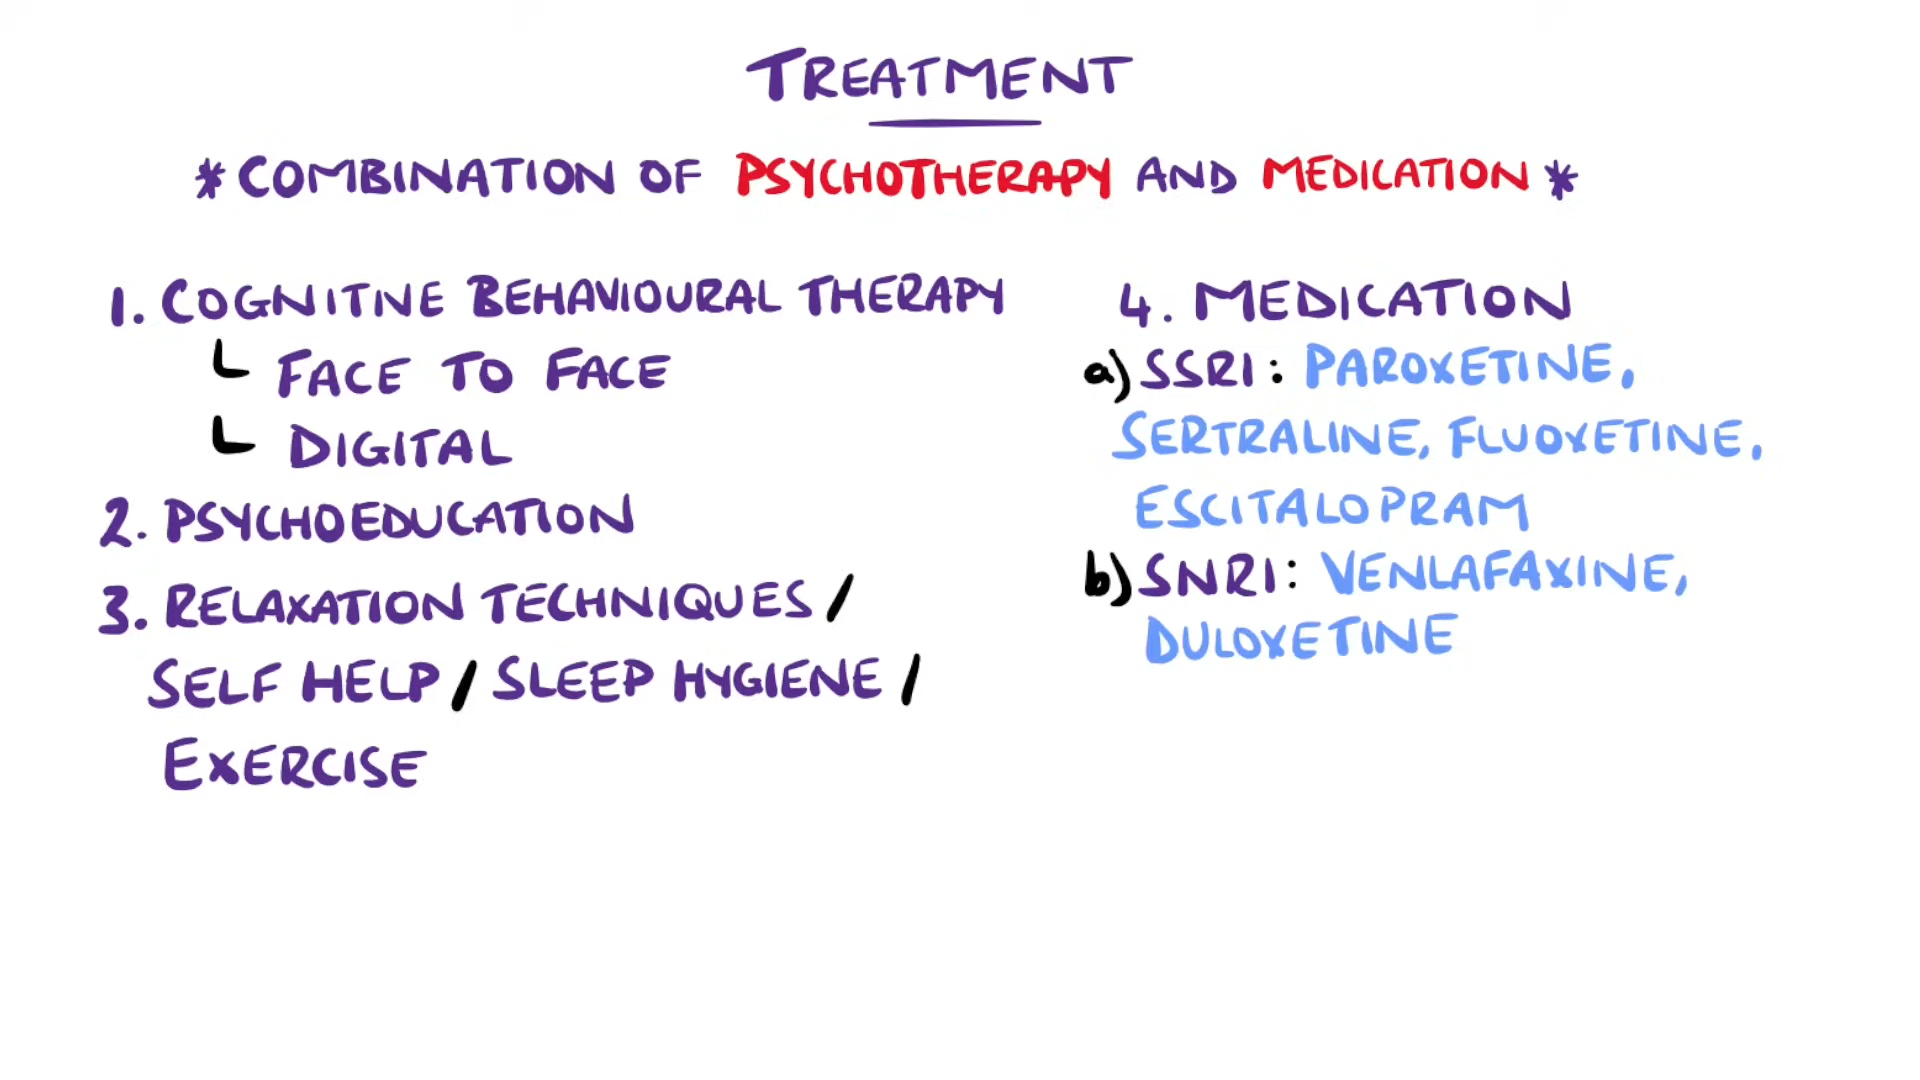 TREATMENT
* COMBINATION OF PSYCHOTHERAPY AND MEDICATION *
1. COGNITIVE BEHAVIOURAL THERAPY
FACE TO FACE
DIGITAL
2. PSYCHOEDUCATION
3. RELAXATION TECHNIQUES /
SELF HELP / SLEEP HYGIENE /
EXERCISE
4. MEDICATION
a) SSRI: PAROXETINE,
SERTRALINE, FLUOXETINE,
ESCITALOPRAM
b) SNRI: VENLAFAXINE,
DULOXETINE